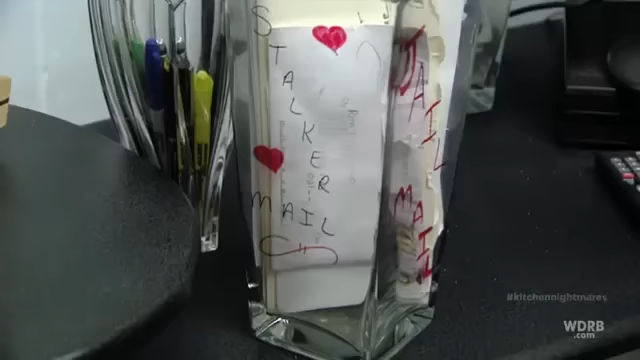 STALKER
MAIL
JAIL
MAIL
#kitchennightmares
WDRB
.com